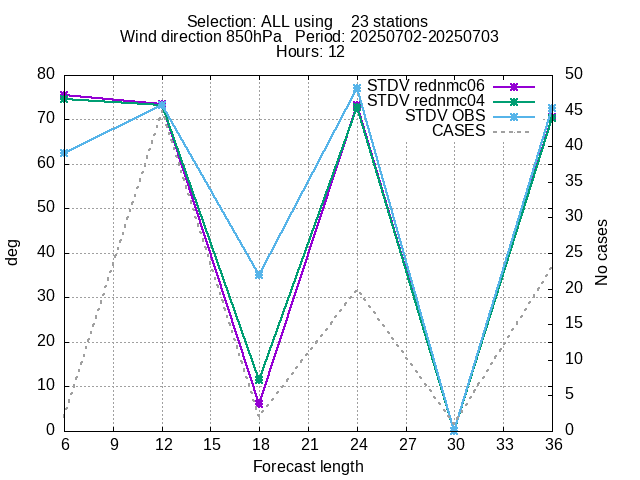 Selection: ALL using    23 stations
Wind direction 850hPa   Period: 20250702-20250703
Hours: 12
STDV rednmc06
STDV rednmc04
STDV OBS
CASES
80
70
60
50
40
30
20
10
0
deg
50
45
40
35
30
25
20
15
10
5
0
No cases
6 9 12 15 18 21 24 27 30 33 36
Forecast length